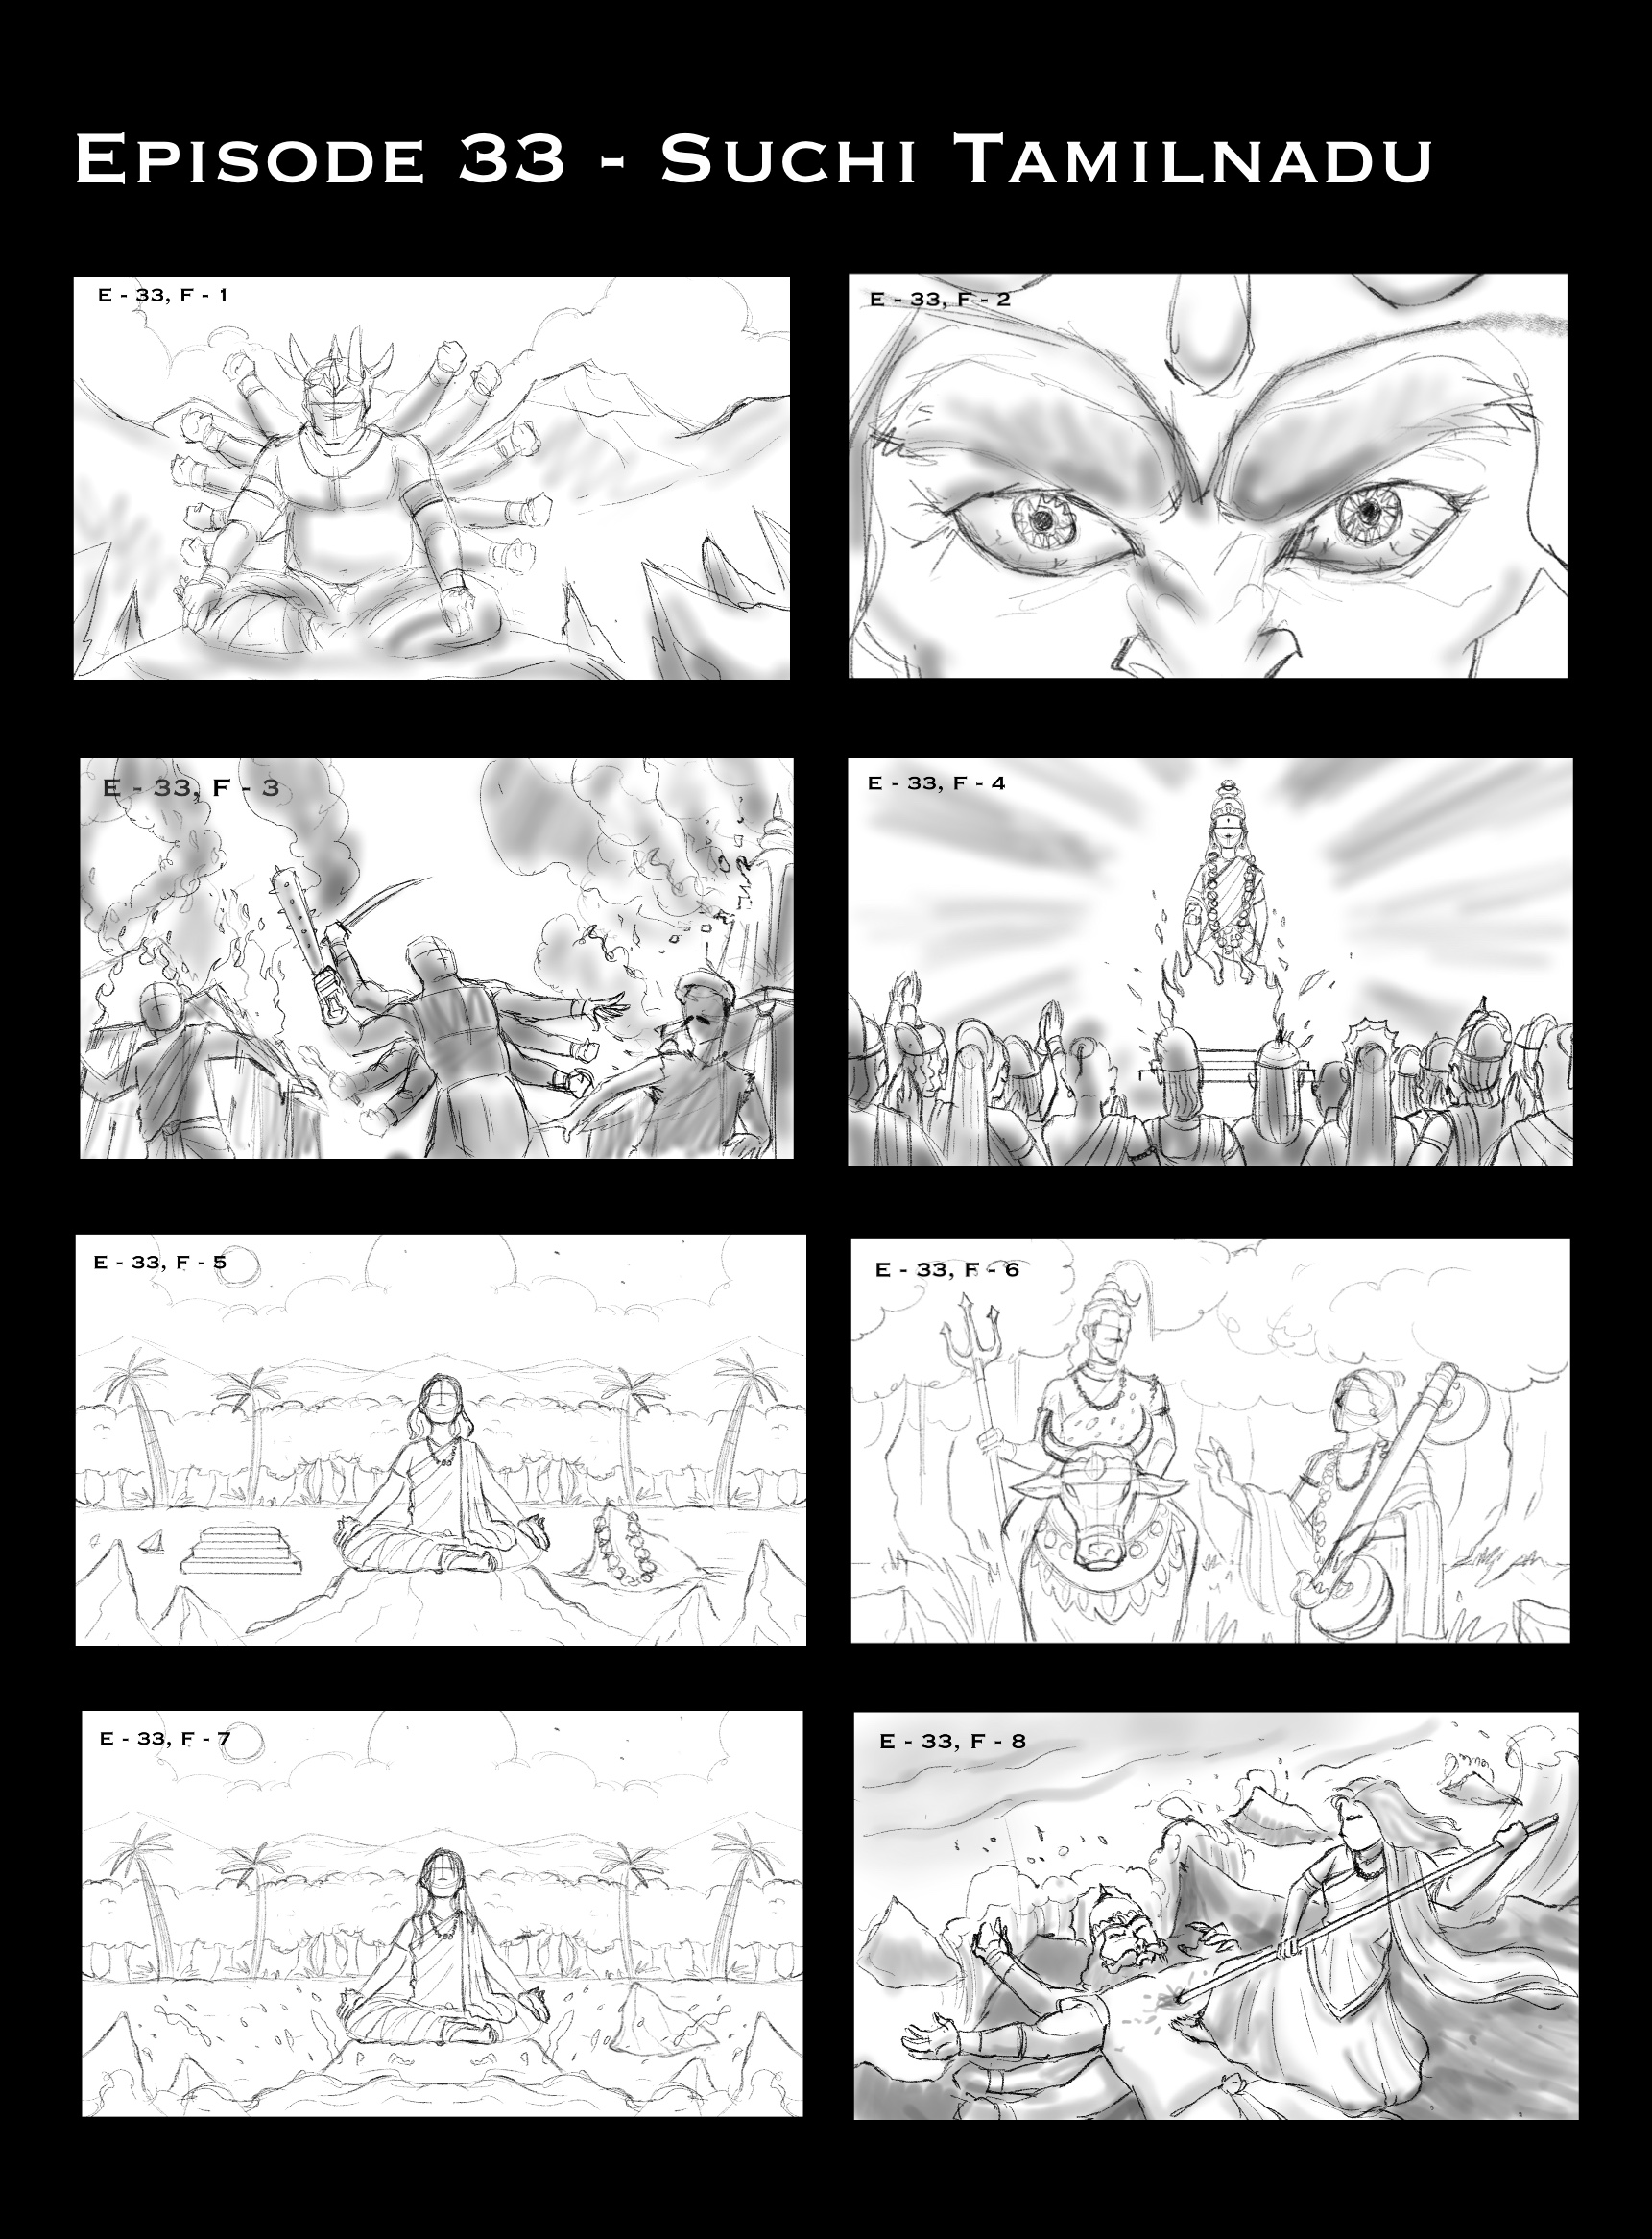 Episode 33 - Suchi Tamilnadu
E - 33, F - 1
E - 33, F - 2
E - 33, F - 3
E - 33, F - 4
E - 33, F - 5
E - 33, F - 6
E - 33, F - 7
E - 33, F - 8